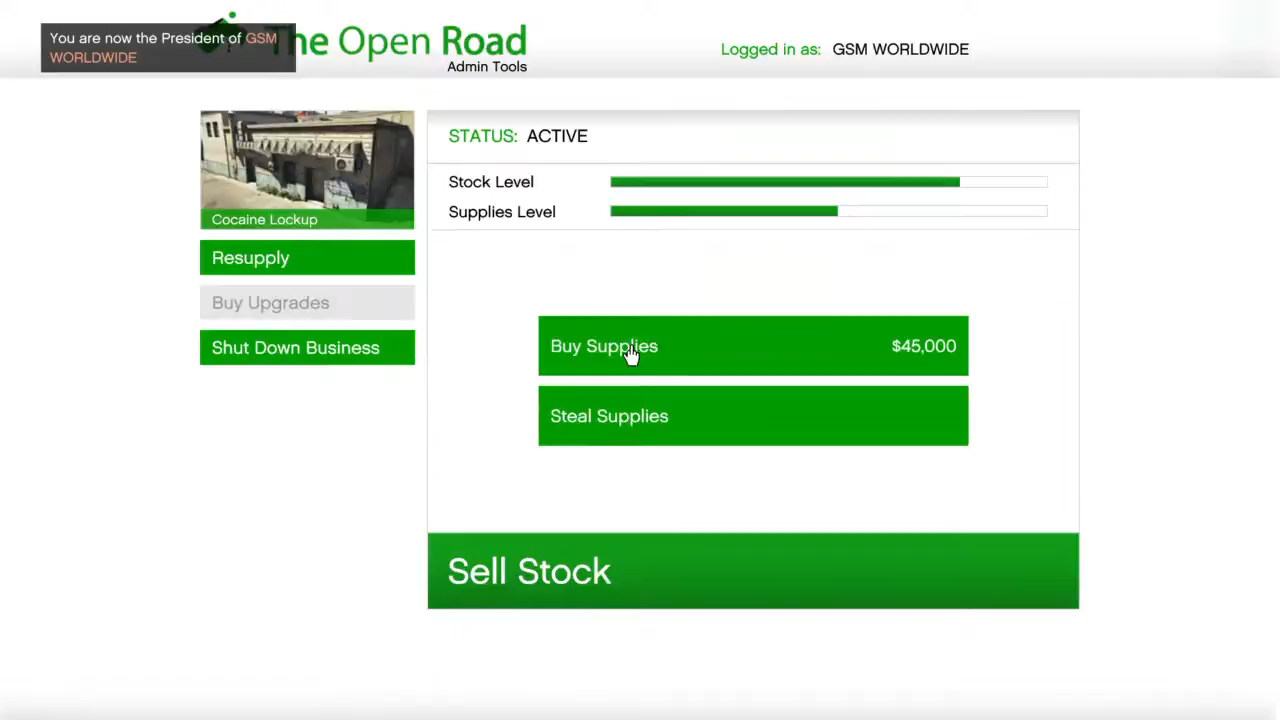 You are now the President of GSM
WORLDWIDE
The Open Road
Admin Tools
Logged in as: GSM WORLDWIDE
Cocaine Lockup
Resupply
Buy Upgrades
Shut Down Business
STATUS: ACTIVE
Stock Level
Supplies Level
Buy Supplies $45,000
Steal Supplies
Sell Stock